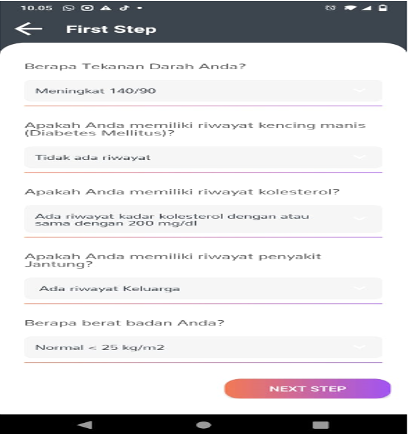 10.05
First Step
Berapa Tekanan Darah Anda?
Meningkat 140/90
Apakah Anda memiliki riwayat kencing manis
(Diabetes Mellitus)?
Tidak ada riwayat
Apakah Anda memiliki riwayat kolesterol?
Ada riwayat kadar kolesterol dengan atau
sama dengan 200 mg/dl
Apakah Anda memiliki riwayat penyakit
Jantung?
Ada riwayat Keluarga
Berapa berat badan Anda?
Normal < 25 kg/m2
NEXT STEP